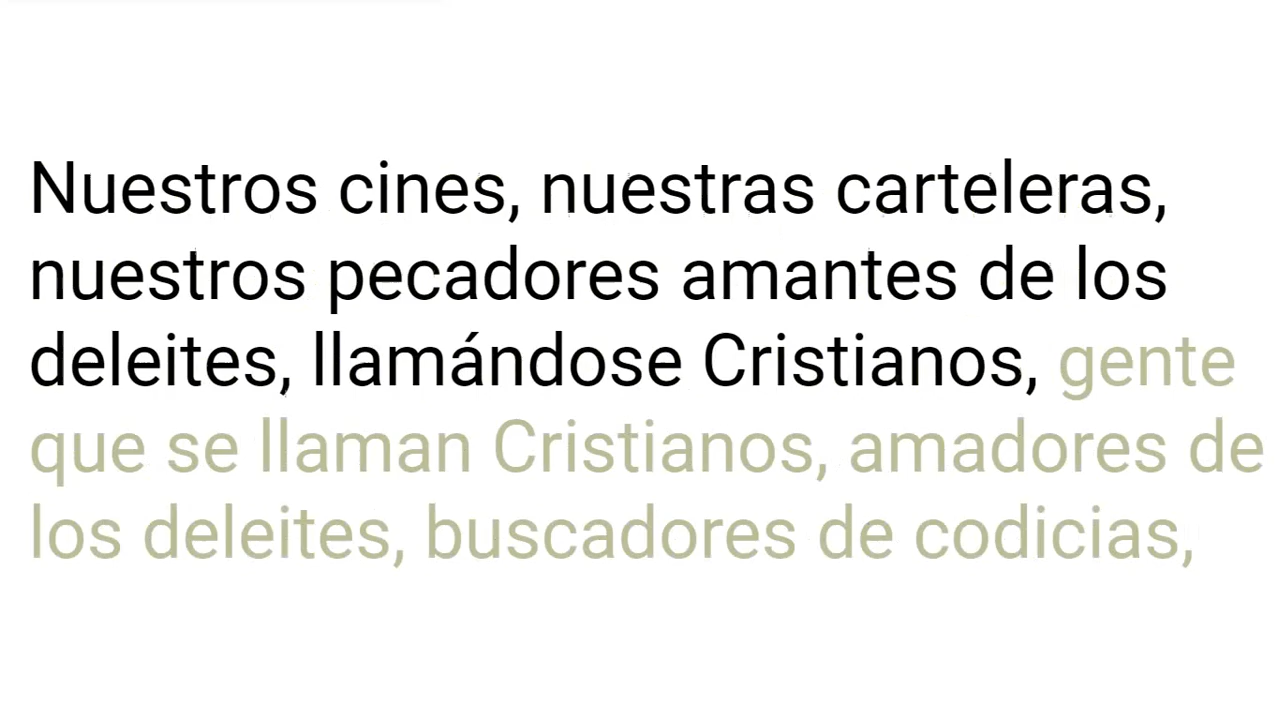 Nuestros cines, nuestras carteleras,
nuestros pecadores amantes de los
deleites, llamándose Cristianos, gente
que se llaman Cristianos, amadores de
los deleites, buscadores de codicias,